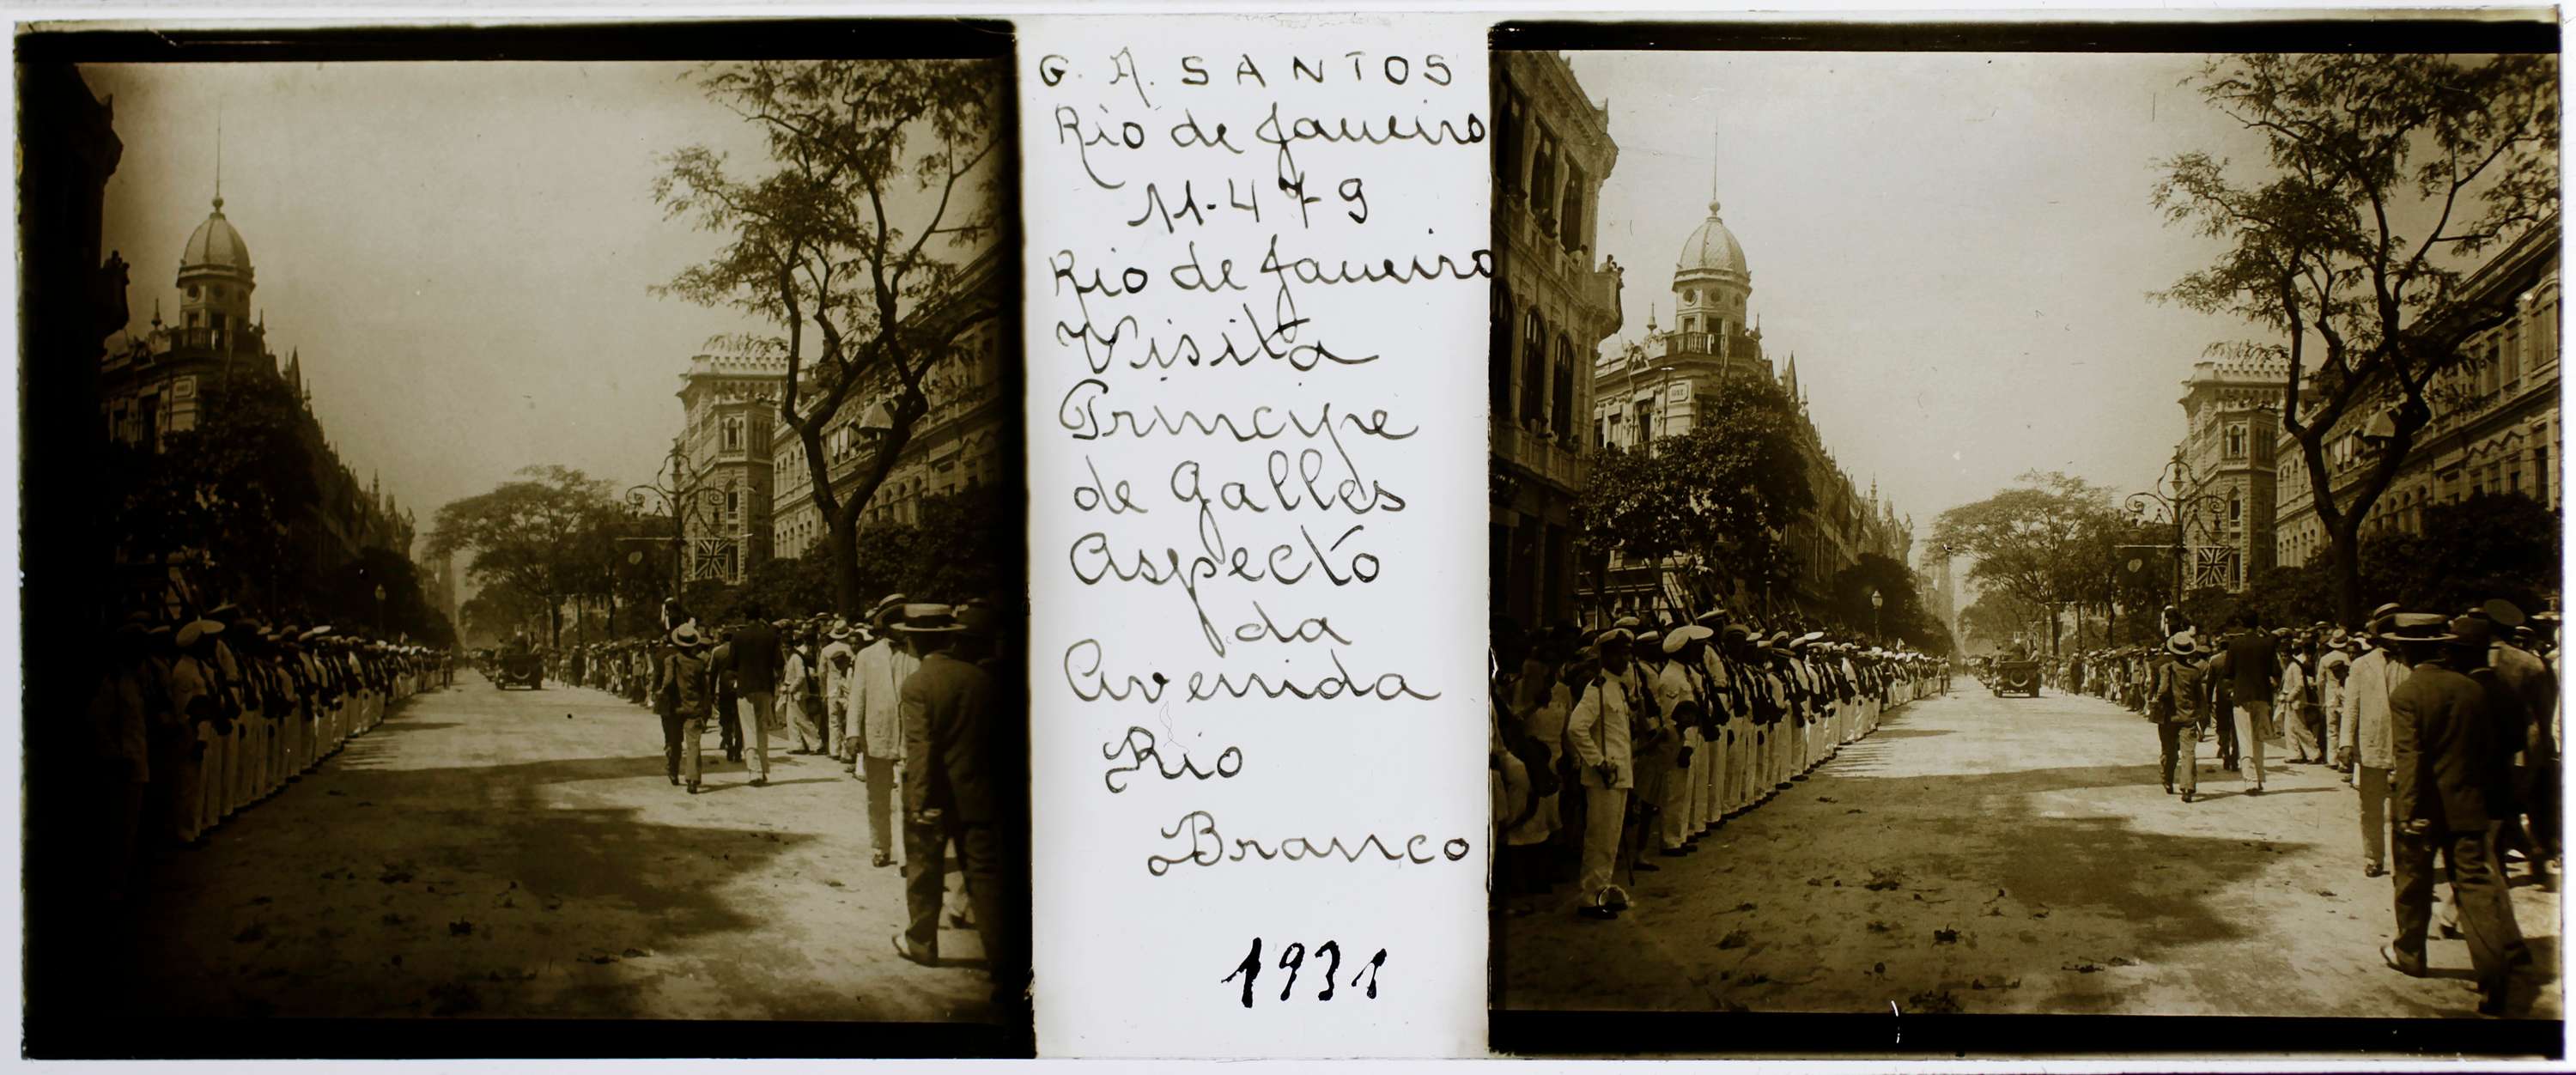 G. A. SANTOS
Rio de Janeiro
11-479
Rio de Janeiro
Visita
Principe
de Galles
Aspecto
da
Avenida
Rio
Branco
1931